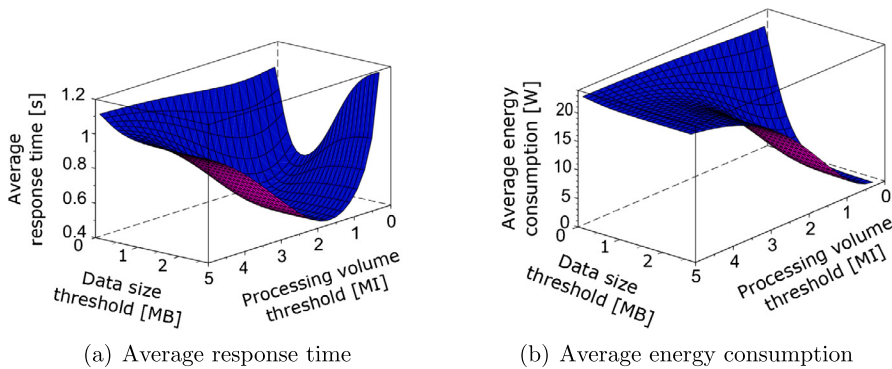 1.2
1
0.8
0.6
0.4
Average
response time [s]
0
1
2
Data size
threshold [MB]
5
4
3
2
1
0
Processing volume
threshold [MI]
(a) Average response time
20
15
10
5
0
Average energy
consumption [W]
0
1
2
Data size
threshold [MB]
5
4
3
2
1
0
Processing volume
threshold [MI]
(b) Average energy consumption